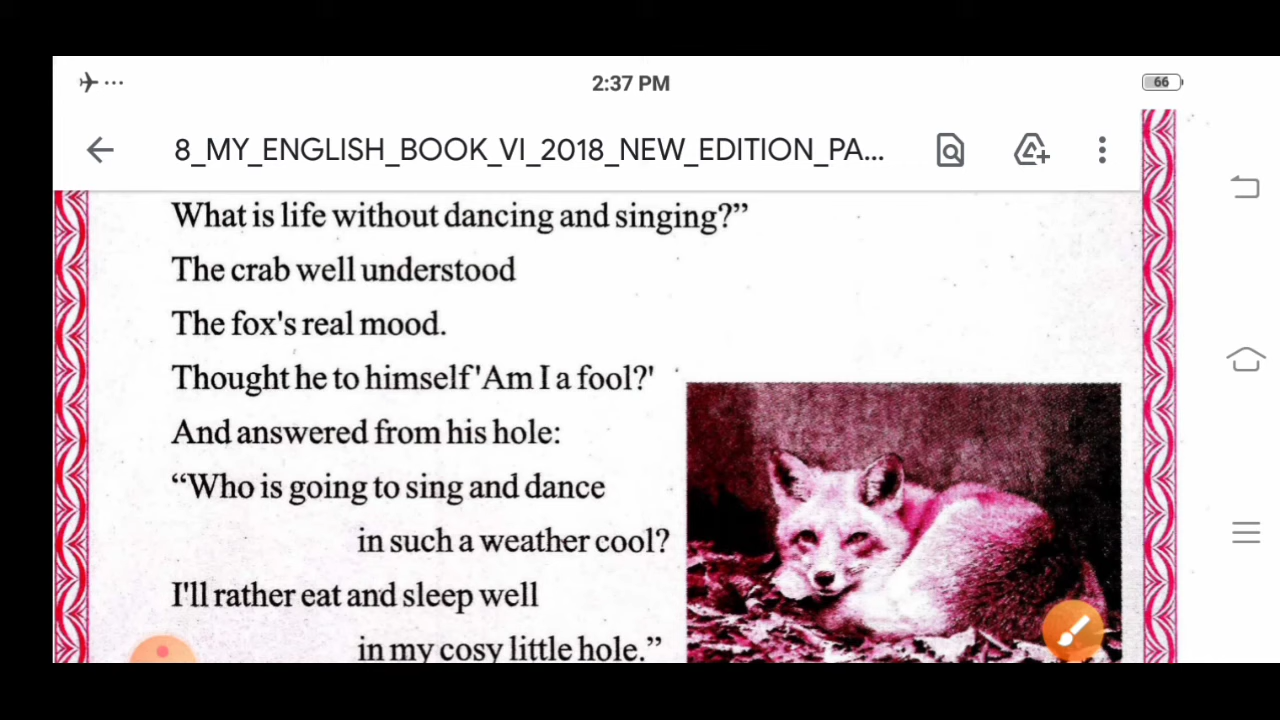 2:37 PM
66
8_MY_ENGLISH_BOOK_VI_2018_NEW_EDITION_PA...
What is life without dancing and singing?”
The crab well understood
The fox's real mood.
Thought he to himself 'Am I a fool?'
And answered from his hole:
“Who is going to sing and dance
in such a weather cool?
I'll rather eat and sleep well
in my cosy little hole.”